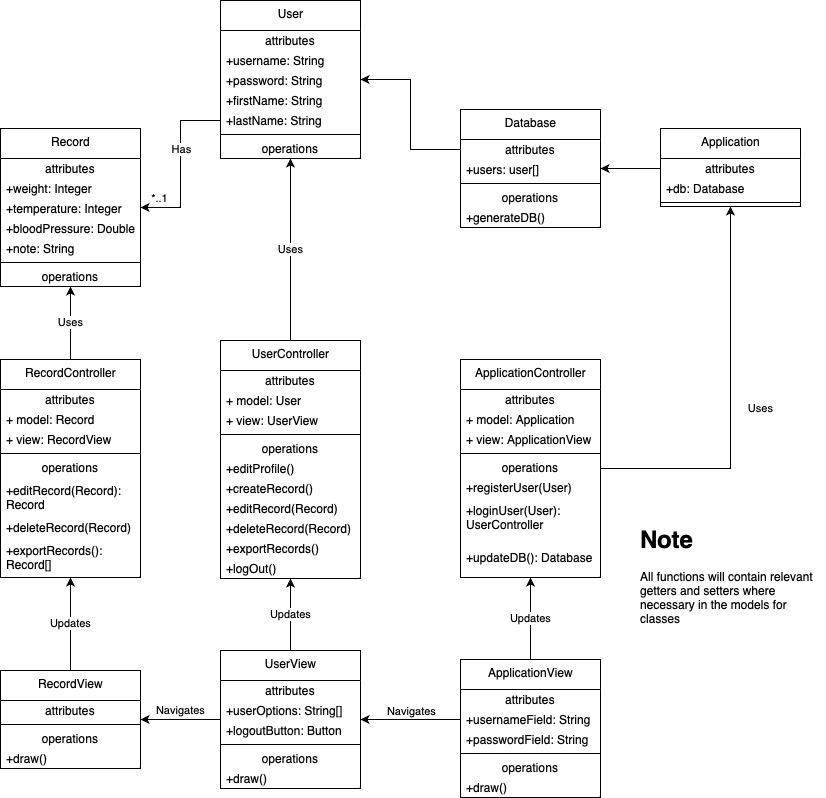 User
attributes
+username: String
+password: String
+firstName: String
+lastName: String
operations
Has
*..1
Record
attributes
+weight: Integer
+temperature: Integer
+bloodPressure: Double
+note: String
operations
Database
attributes
+users: user[]
operations
+generateDB()
Application
attributes
+db: Database
Uses
Uses
Uses
RecordController
attributes
+ model: Record
+ view: RecordView
operations
+editRecord(Record):
Record
+deleteRecord(Record)
+exportRecords():
Record[]
UserController
attributes
+ model: User
+ view: UserView
operations
+editProfile()
+createRecord()
+editRecord(Record)
+deleteRecord(Record)
+exportRecords()
+logOut()
ApplicationController
attributes
+ model: Application
+ view: ApplicationView
operations
+registerUser(User)
+loginUser(User):
UserController
+updateDB(): Database
Note
All functions will contain relevant
getters and setters where
necessary in the models for
classes
Updates
Updates
Updates
RecordView
attributes
operations
+draw()
Navigates
UserView
attributes
+userOptions: String[]
+logoutButton: Button
operations
+draw()
Navigates
ApplicationView
attributes
+usernameField: String
+passwordField: String
operations
+draw()